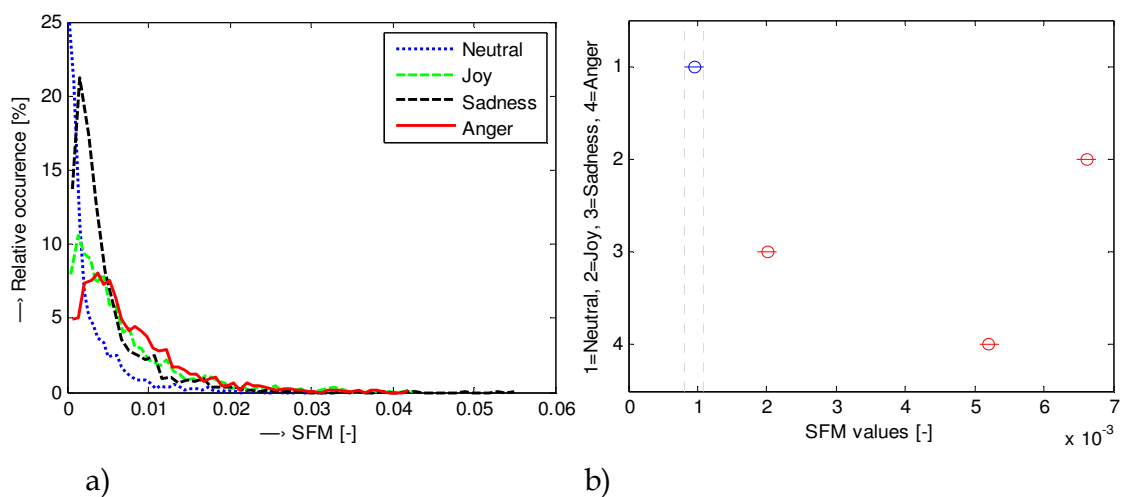 25
20
15
10
5
0
⟶ Relative occurence [%]
Neutral
Joy
Sadness
Anger
0 0.01 0.02 0.03 0.04 0.05 0.06
⟶ SFM [-]
a)
1=Neutral, 2=Joy, 3=Sadness, 4=Anger
1
2
3
4
0 1 2 3 4 5 6 7
SFM values [-]
x 10⁻³
b)